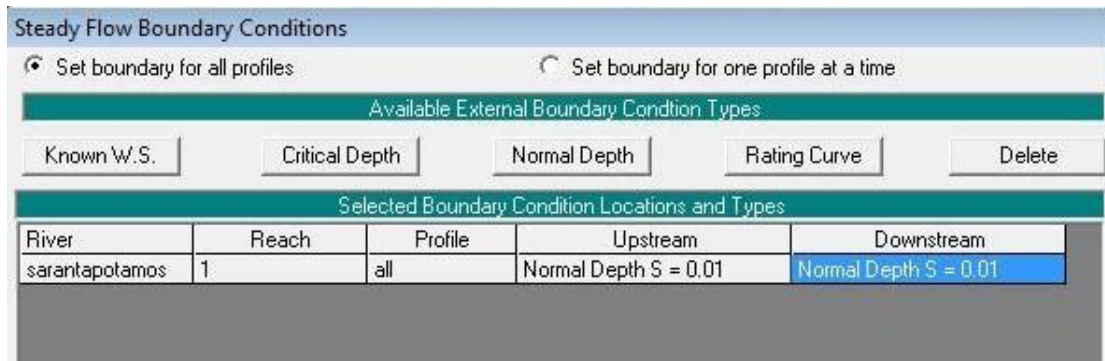 Steady Flow Boundary Conditions
Set boundary for all profiles Set boundary for one profile at a time
Available External Boundary Condtion Types
Known W.S. Critical Depth Normal Depth Rating Curve Delete
Selected Boundary Condition Locations and Types
River Reach Profile Upstream Downstream
sarantapotamos 1 all Normal Depth S = 0.01 Normal Depth S = 0.01